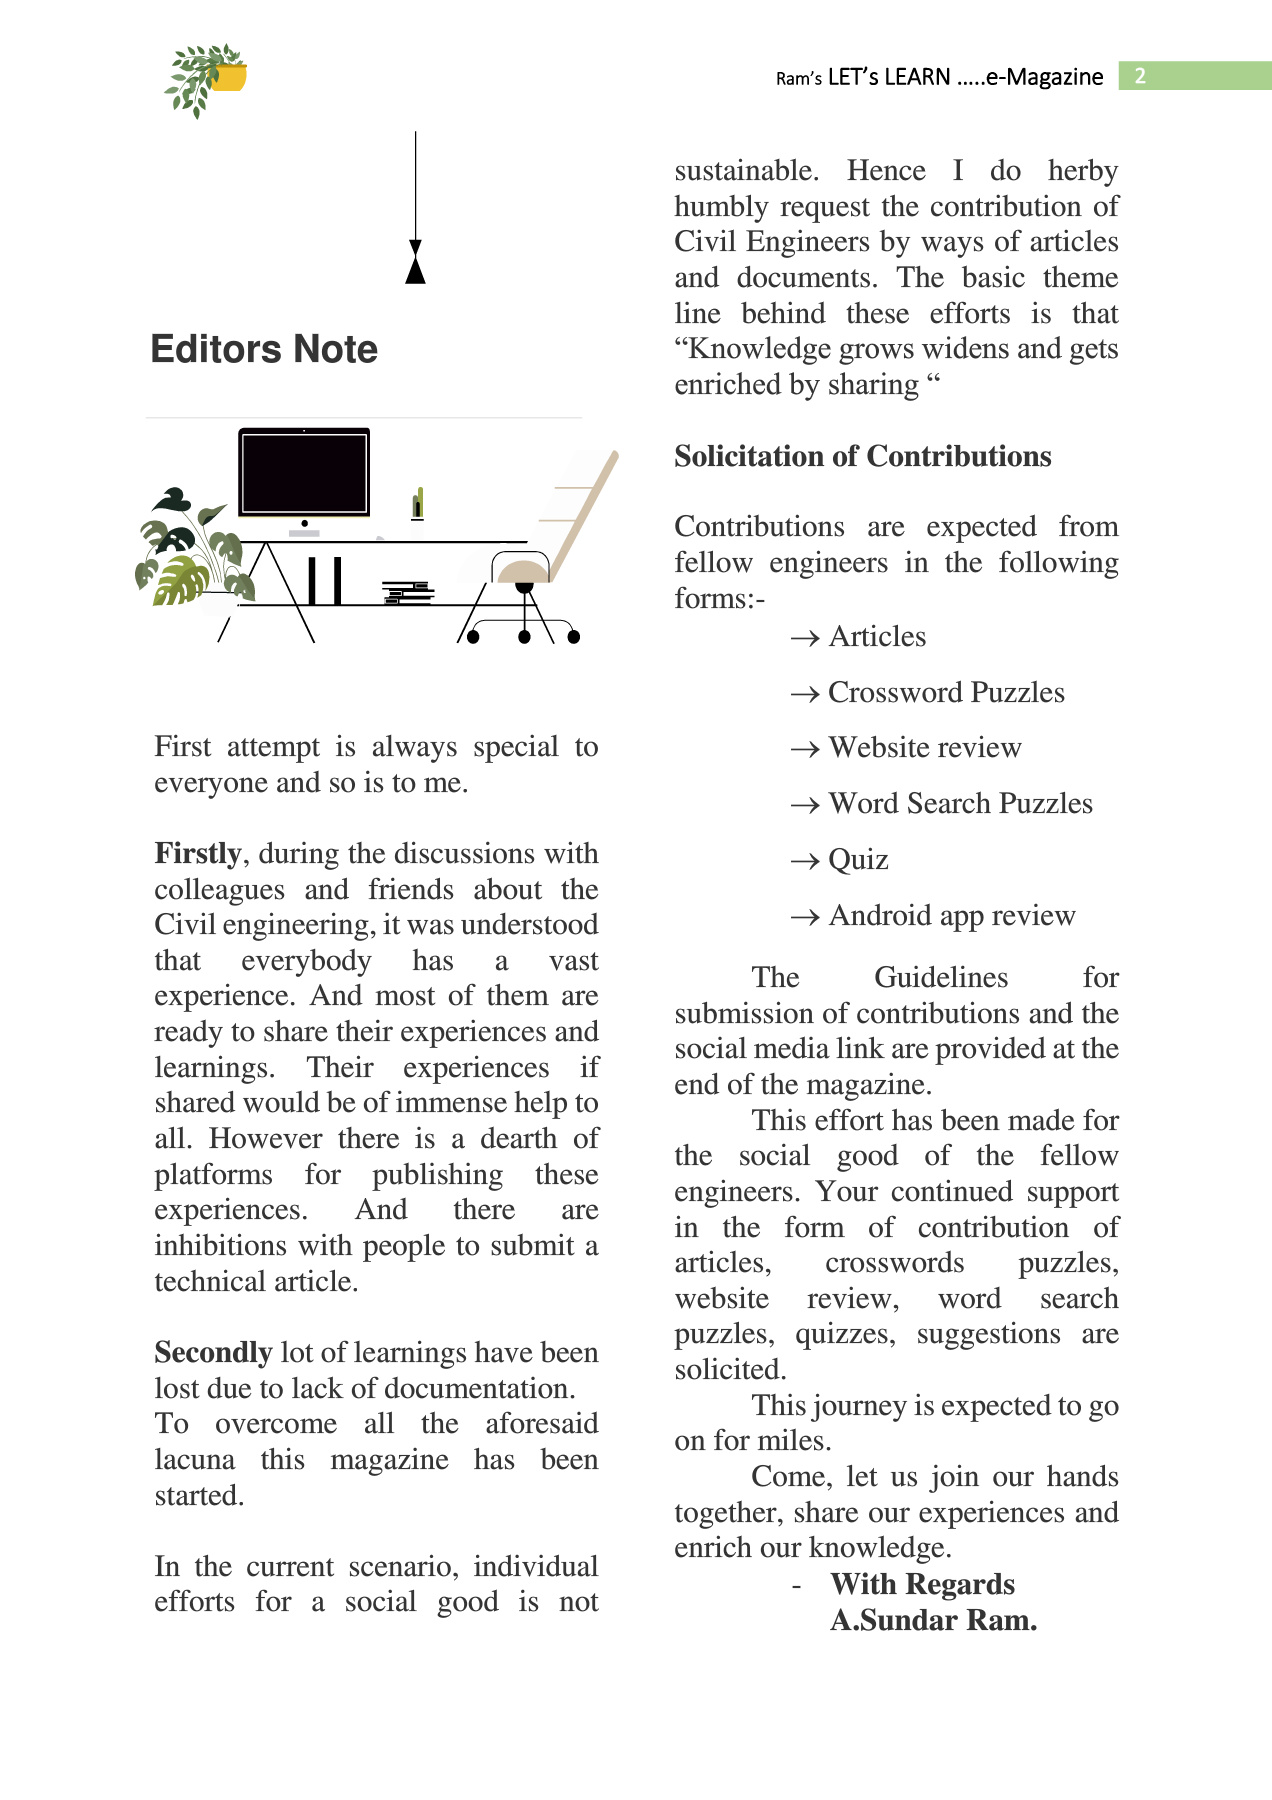 Ram's LET's LEARN .....e-Magazine 2
Editors Note
First attempt is always special to
everyone and so is to me.
Firstly, during the discussions with
colleagues and friends about the
Civil engineering, it was understood
that everybody has a vast
experience. And most of them are
ready to share their experiences and
learnings. Their experiences if
shared would be of immense help to
all. However there is a dearth of
platforms for publishing these
experiences. And there are
inhibitions with people to submit a
technical article.
Secondly lot of learnings have been
lost due to lack of documentation.
To overcome all the aforesaid
lacuna this magazine has been
started.
In the current scenario, individual
efforts for a social good is not
sustainable. Hence I do herby
humbly request the contribution of
Civil Engineers by ways of articles
and documents. The basic theme
line behind these efforts is that
“Knowledge grows widens and gets
enriched by sharing “
Solicitation of Contributions
Contributions are expected from
fellow engineers in the following
forms:-
→ Articles
→ Crossword Puzzles
→ Website review
→ Word Search Puzzles
→ Quiz
→ Android app review
The Guidelines for
submission of contributions and the
social media link are provided at the
end of the magazine.
This effort has been made for
the social good of the fellow
engineers. Your continued support
in the form of contribution of
articles, crosswords puzzles,
website review, word search
puzzles, quizzes, suggestions are
solicited.
This journey is expected to go
on for miles.
Come, let us join our hands
together, share our experiences and
enrich our knowledge.
- With Regards
A.Sundar Ram.